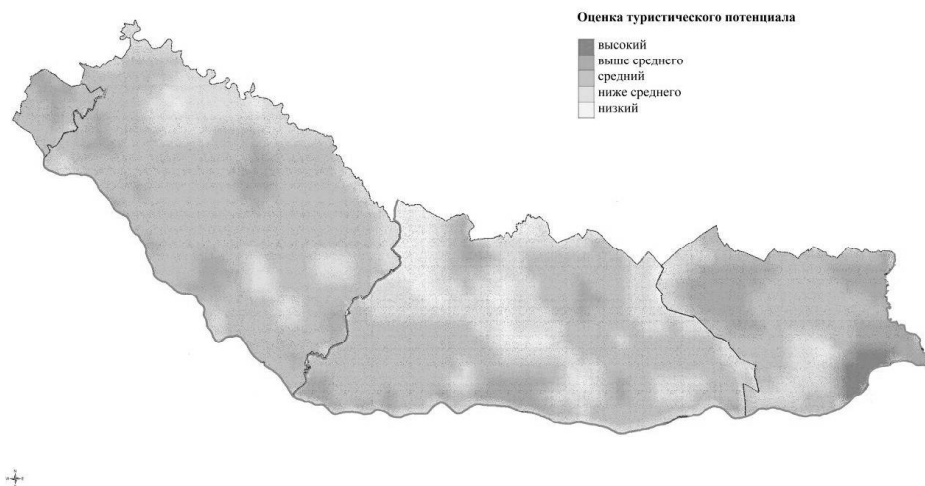 Оценка туристического потенциала
высокий
выше среднего
средний
ниже среднего
низкий